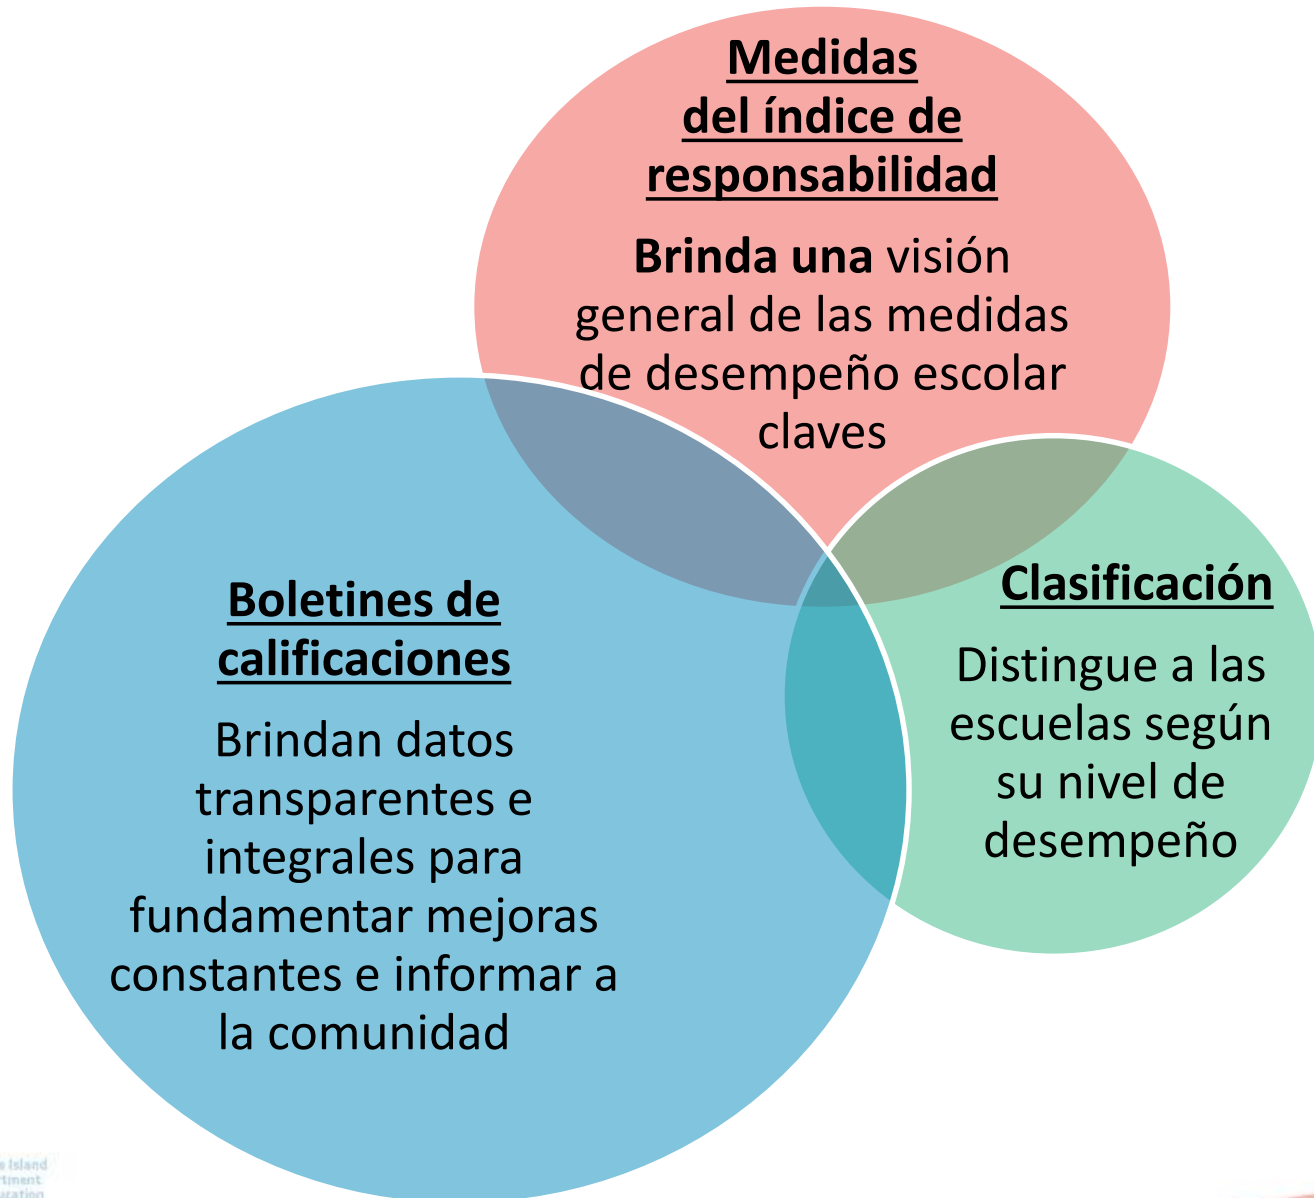 Medidas
del índice de
responsabilidad
Brinda una visión
general de las medidas
de desempeño escolar
claves
Boletines de
calificaciones
Brindan datos
transparentes e
integrales para
fundamentar mejoras
constantes e informar a
la comunidad
Clasificación
Distingue a las
escuelas según
su nivel de
desempeño
Island